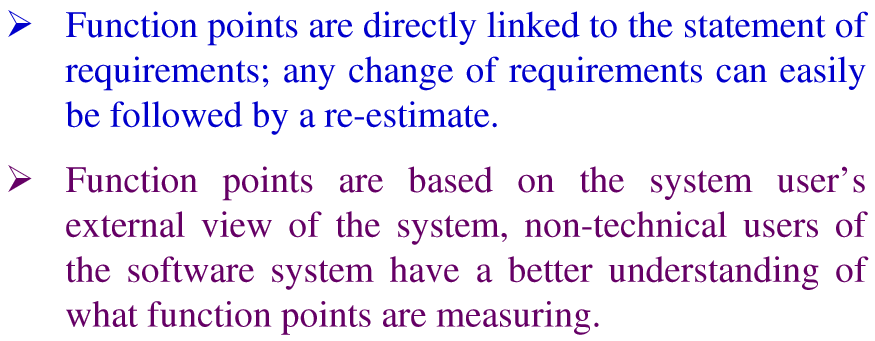 ➢ Function points are directly linked to the statement of
requirements; any change of requirements can easily
be followed by a re-estimate.
➢ Function points are based on the system user’s
external view of the system, non-technical users of
the software system have a better understanding of
what function points are measuring.